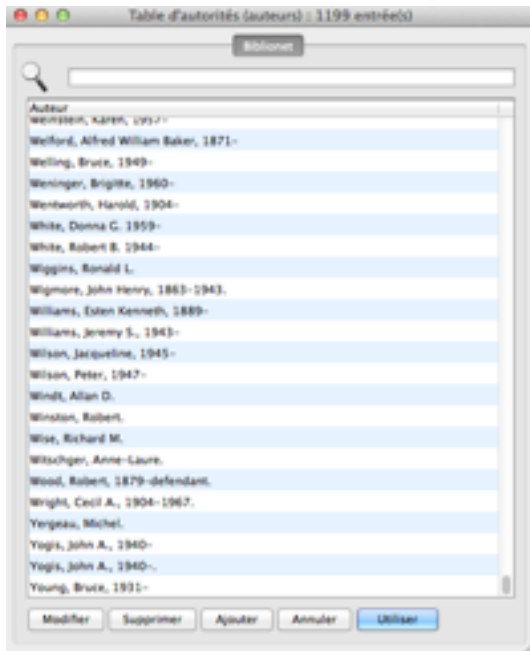 Table d'autorités (auteurs) : 1199 entrée(s)
Biblionet
Auteur
Weinstein, Karen, 1957-
Welford, Alfred William Baker, 1871-
Welling, Bruce, 1949-
Weninger, Brigitte, 1960-
Wentworth, Harold, 1904-
White, Donna G. 1959-
White, Robert B. 1944-
Wiggins, Ronald L.
Wigmore, John Henry, 1863-1943.
Williams, Esten Kenneth, 1889-
Williams, Jeremy S., 1943-
Wilson, Jacqueline, 1945-
Wilson, Peter, 1947-
Windt, Allan D.
Winston, Robert.
Wise, Richard M.
Witschger, Anne-Laure.
Wood, Robert, 1879-defendant.
Wright, Cecil A., 1904-1967.
Yergeau, Michel.
Yogis, John A., 1940-
Yogis, John A., 1940-.
Young, Bruce, 1931-
Modifier Supprimer Ajouter Annuler Utiliser